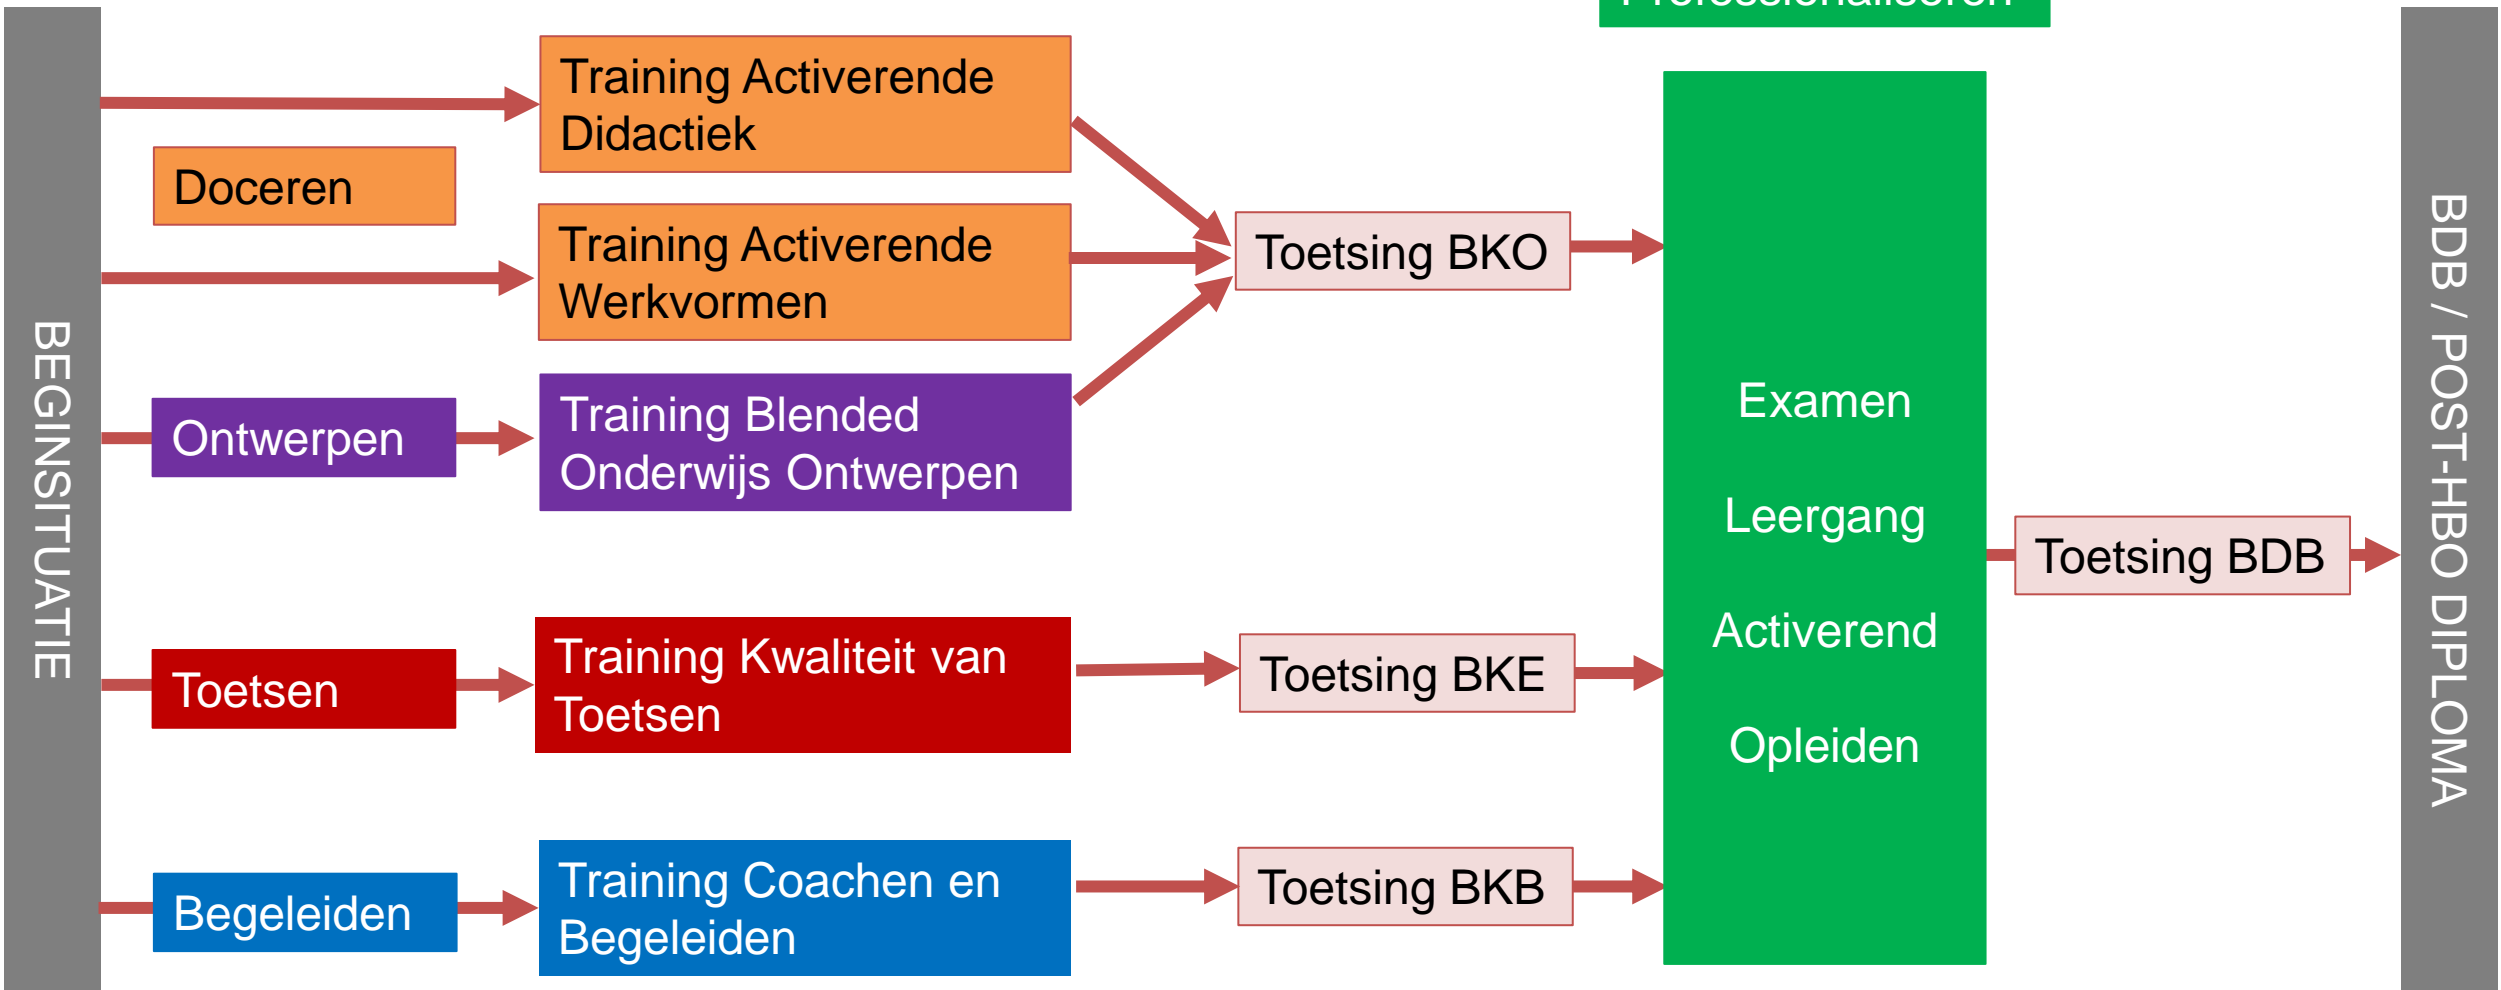 Professionaliseren
BEGINSITUATIE
Training Activerende
Didactiek
Doceren
Training Activerende
Werkvormen
Toetsing BKO
Ontwerpen
Training Blended
Onderwijs Ontwerpen
Toetsen
Training Kwaliteit van
Toetsen
Toetsing BKE
Begeleiden
Training Coachen en
Begeleiden
Toetsing BKB
Examen
Leergang
Activerend
Opleiden
Toetsing BDB
BDB / POST-HBO DIPLOMA